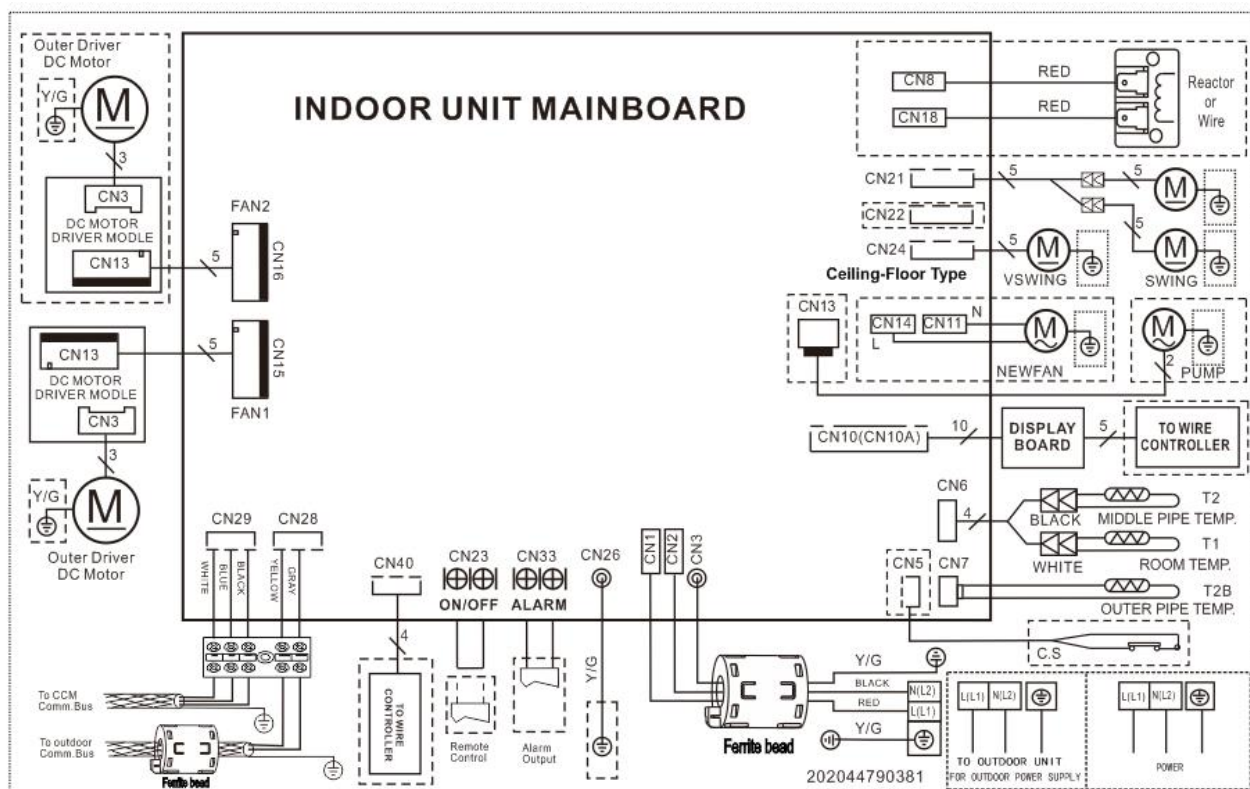 Outer Driver
DC Motor
Y/G
M
3
CN3
DC MOTOR
DRIVER MODLE
CN13
5
FAN2
CN16
INDOOR UNIT MAINBOARD
CN8
RED
CN18
RED
Reactor
or
Wire
CN21
5
5
M
CN22
5
CN24
5
M
M
Ceiling-Floor Type
VSWING
SWING
CN13
CN14
CN11
N
L
M
NEWFAN
M
2
PUMP
CN13
5
CN15
FAN1
DC MOTOR
DRIVER MODLE
CN3
3
Y/G
M
Outer Driver
DC Motor
CN10(CN10A)
10
DISPLAY
BOARD
5
TO WIRE
CONTROLLER
CN6
4
BLACK
T2
MIDDLE PIPE TEMP.
WHITE
T1
ROOM TEMP.
CN5
CN7
T2B
OUTER PIPE TEMP.
C.S
CN29
CN28
WHITE
BLUE
BLACK
YELLOW
GRAY
CN40
4
TO WIRE
CONTROLLER
CN23
ON/OFF
Remote
Control
CN33
ALARM
Alarm
Output
CN26
Y/G
CN1
CN2
CN3
Y/G
BLACK
RED
Y/G
N(L2)
L(L1)
Ferrite bead
202044790381
To CCM
Comm.Bus
To outdoor
Comm.Bus
Ferrite bead
L(L1)
N(L2)
TO OUTDOOR UNIT
FOR OUTDOOR POWER SUPPLY
L(L1)
N(L2)
POWER